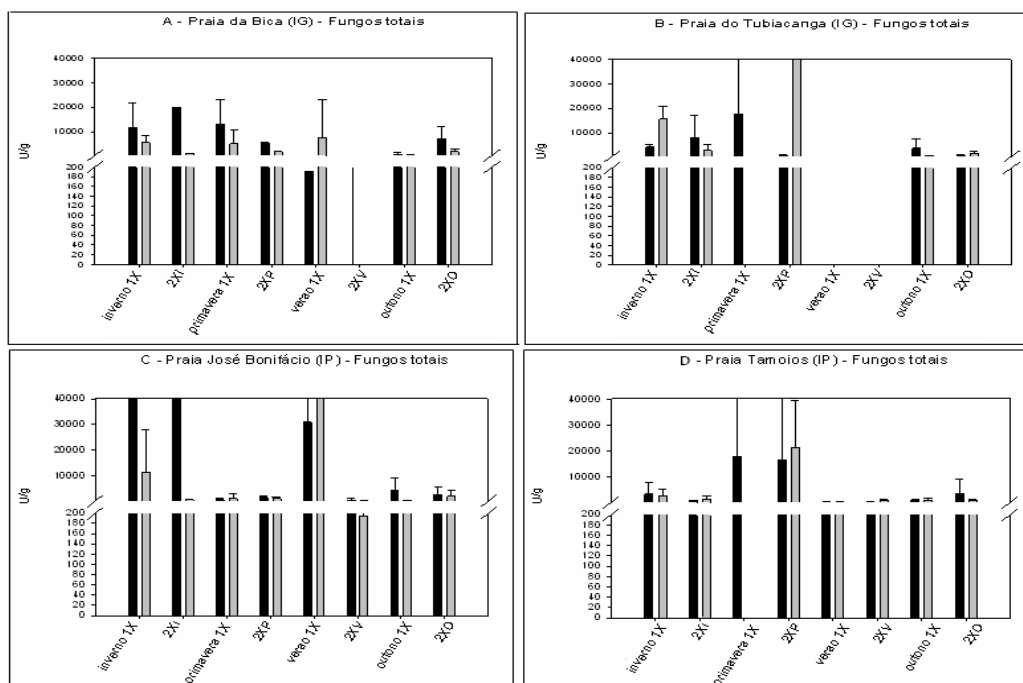 A - Praia da Bica (IG) - Fungos totais
40000
30000
20000
10000
200
180
160
140
120
100
80
60
40
20
0
U/g
inverno 1X
2XI
primavera 1X
2XP
verao 1X
2XV
outono 1X
2XO
B - Praia do Tubiacanga (IG) - Fungos totais
40000
30000
20000
10000
200
180
160
140
120
100
80
60
40
20
0
U/g
inverno 1X
2XI
primavera 1X
2XP
verao 1X
2XV
outono 1X
2XO
C - Praia José Bonifácio (IP) - Fungos totais
40000
30000
20000
10000
200
180
160
140
120
100
80
60
40
20
0
U/g
inverno 1X
2XI
primavera 1X
2XP
verao 1X
2XV
outono 1X
2XO
D - Praia Tamoios (IP) - Fungos totais
40000
30000
20000
10000
200
180
160
140
120
100
80
60
40
20
0
U/g
inverno 1X
2XI
primavera 1X
2XP
verao 1X
2XV
outono 1X
2XO